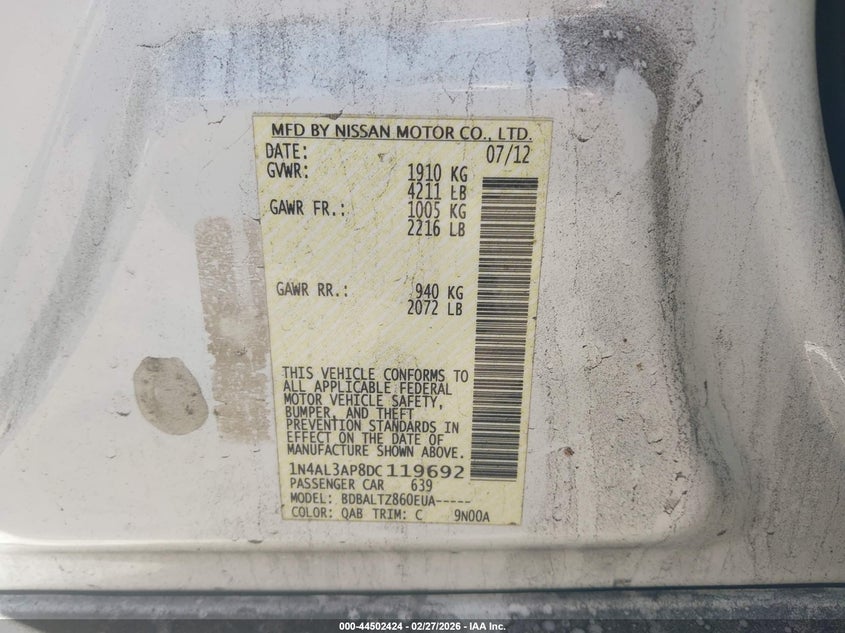 MFD BY NISSAN MOTOR CO., LTD.
DATE: 07/12
GVWR: 1910 KG
4211 LB
GAWR FR.: 1005 KG
2216 LB
GAWR RR.: 940 KG
2072 LB
THIS VEHICLE CONFORMS TO
ALL APPLICABLE FEDERAL
MOTOR VEHICLE SAFETY,
BUMPER, AND THEFT
PREVENTION STANDARDS IN
EFFECT ON THE DATE OF
MANUFACTURE SHOWN ABOVE.
1N4AL3AP8DC119692
PASSENGER CAR 639
MODEL: BDBALTZ860EUA-----
COLOR: QAB TRIM: C 9N00A
000-44502424 - 02/27/2026 - IAA Inc.